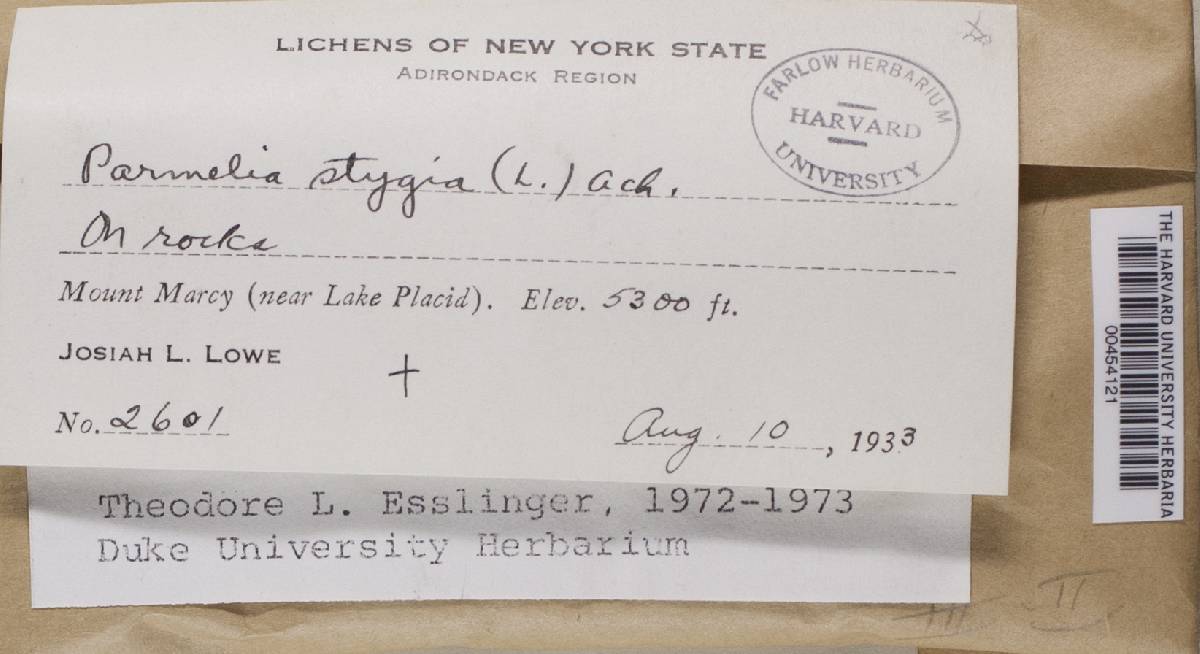 LICHENS OF NEW YORK STATE
ADIRONDACK REGION
FARLOW HERBARIUM
HARVARD
UNIVERSITY
Parmelia stygia (L.) Ach.
On rocks
Mount Marcy (near Lake Placid). Elev. 5300 ft.
JOSIAH L. LOWE
No. 2601
Aug. 10, 1933
Theodore L. Esslinger, 1972-1973
Duke University Herbarium
THE HARVARD UNIVERSITY HERBARIA
00454121
III - II